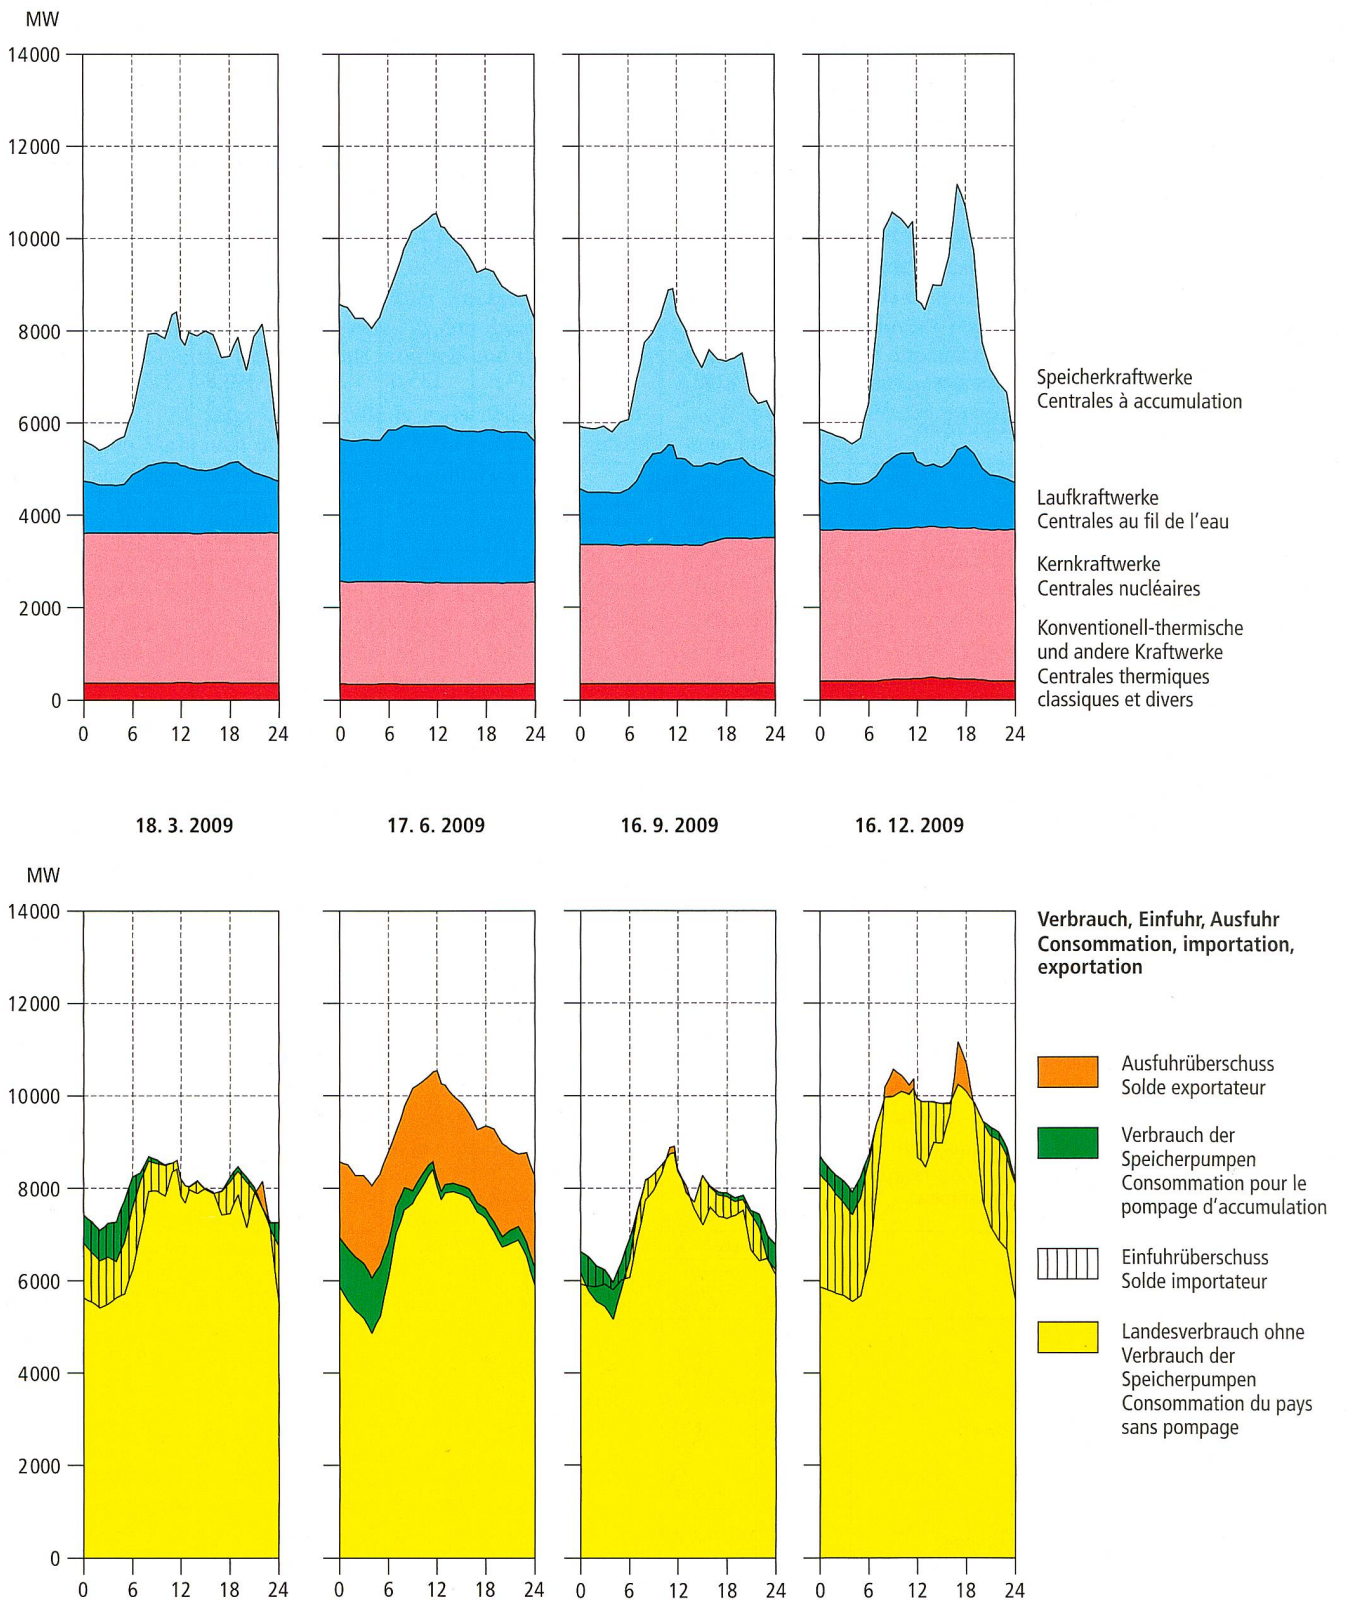 MW
14000
12000
10000
8000
6000
4000
2000
0
0 6 12 18 24
0 6 12 18 24
0 6 12 18 24
0 6 12 18 24
Speicherkraftwerke
Centrales à accumulation
Laufkraftwerke
Centrales au fil de l'eau
Kernkraftwerke
Centrales nucléaires
Konventionell-thermische
und andere Kraftwerke
Centrales thermiques
classiques et divers
18. 3. 2009
17. 6. 2009
16. 9. 2009
16. 12. 2009
MW
14000
12000
10000
8000
6000
4000
2000
0
0 6 12 18 24
0 6 12 18 24
0 6 12 18 24
0 6 12 18 24
Verbrauch, Einfuhr, Ausfuhr
Consommation, importation,
exportation
Ausfuhrüberschuss
Solde exportateur
Verbrauch der
Speicherpumpen
Consommation pour le
pompage d'accumulation
Einfuhrüberschuss
Solde importateur
Landesverbrauch ohne
Verbrauch der
Speicherpumpen
Consommation du pays
sans pompage